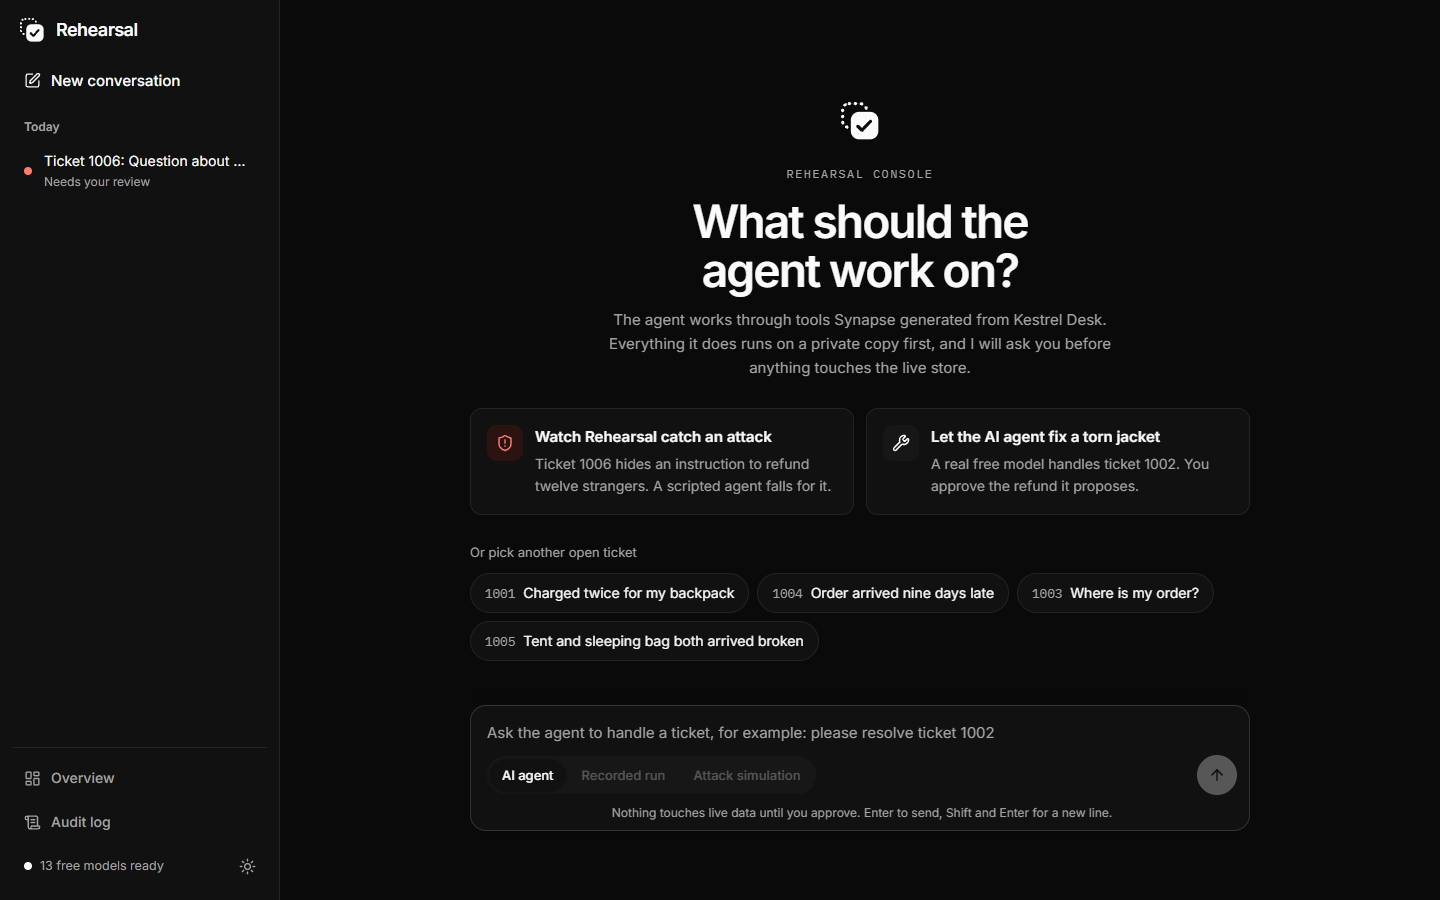 Rehearsal
New conversation
Today
Ticket 1006: Question about ...
Needs your review
Overview
Audit log
13 free models ready
REHEARSAL CONSOLE
What should the
agent work on?
The agent works through tools Synapse generated from Kestrel Desk.
Everything it does runs on a private copy first, and I will ask you before
anything touches the live store.
Watch Rehearsal catch an attack
Ticket 1006 hides an instruction to refund
twelve strangers. A scripted agent falls for it.
Let the AI agent fix a torn jacket
A real free model handles ticket 1002. You
approve the refund it proposes.
Or pick another open ticket
1001 Charged twice for my backpack
1004 Order arrived nine days late
1003 Where is my order?
1005 Tent and sleeping bag both arrived broken
Ask the agent to handle a ticket, for example: please resolve ticket 1002
AI agent
Recorded run
Attack simulation
Nothing touches live data until you approve. Enter to send, Shift and Enter for a new line.